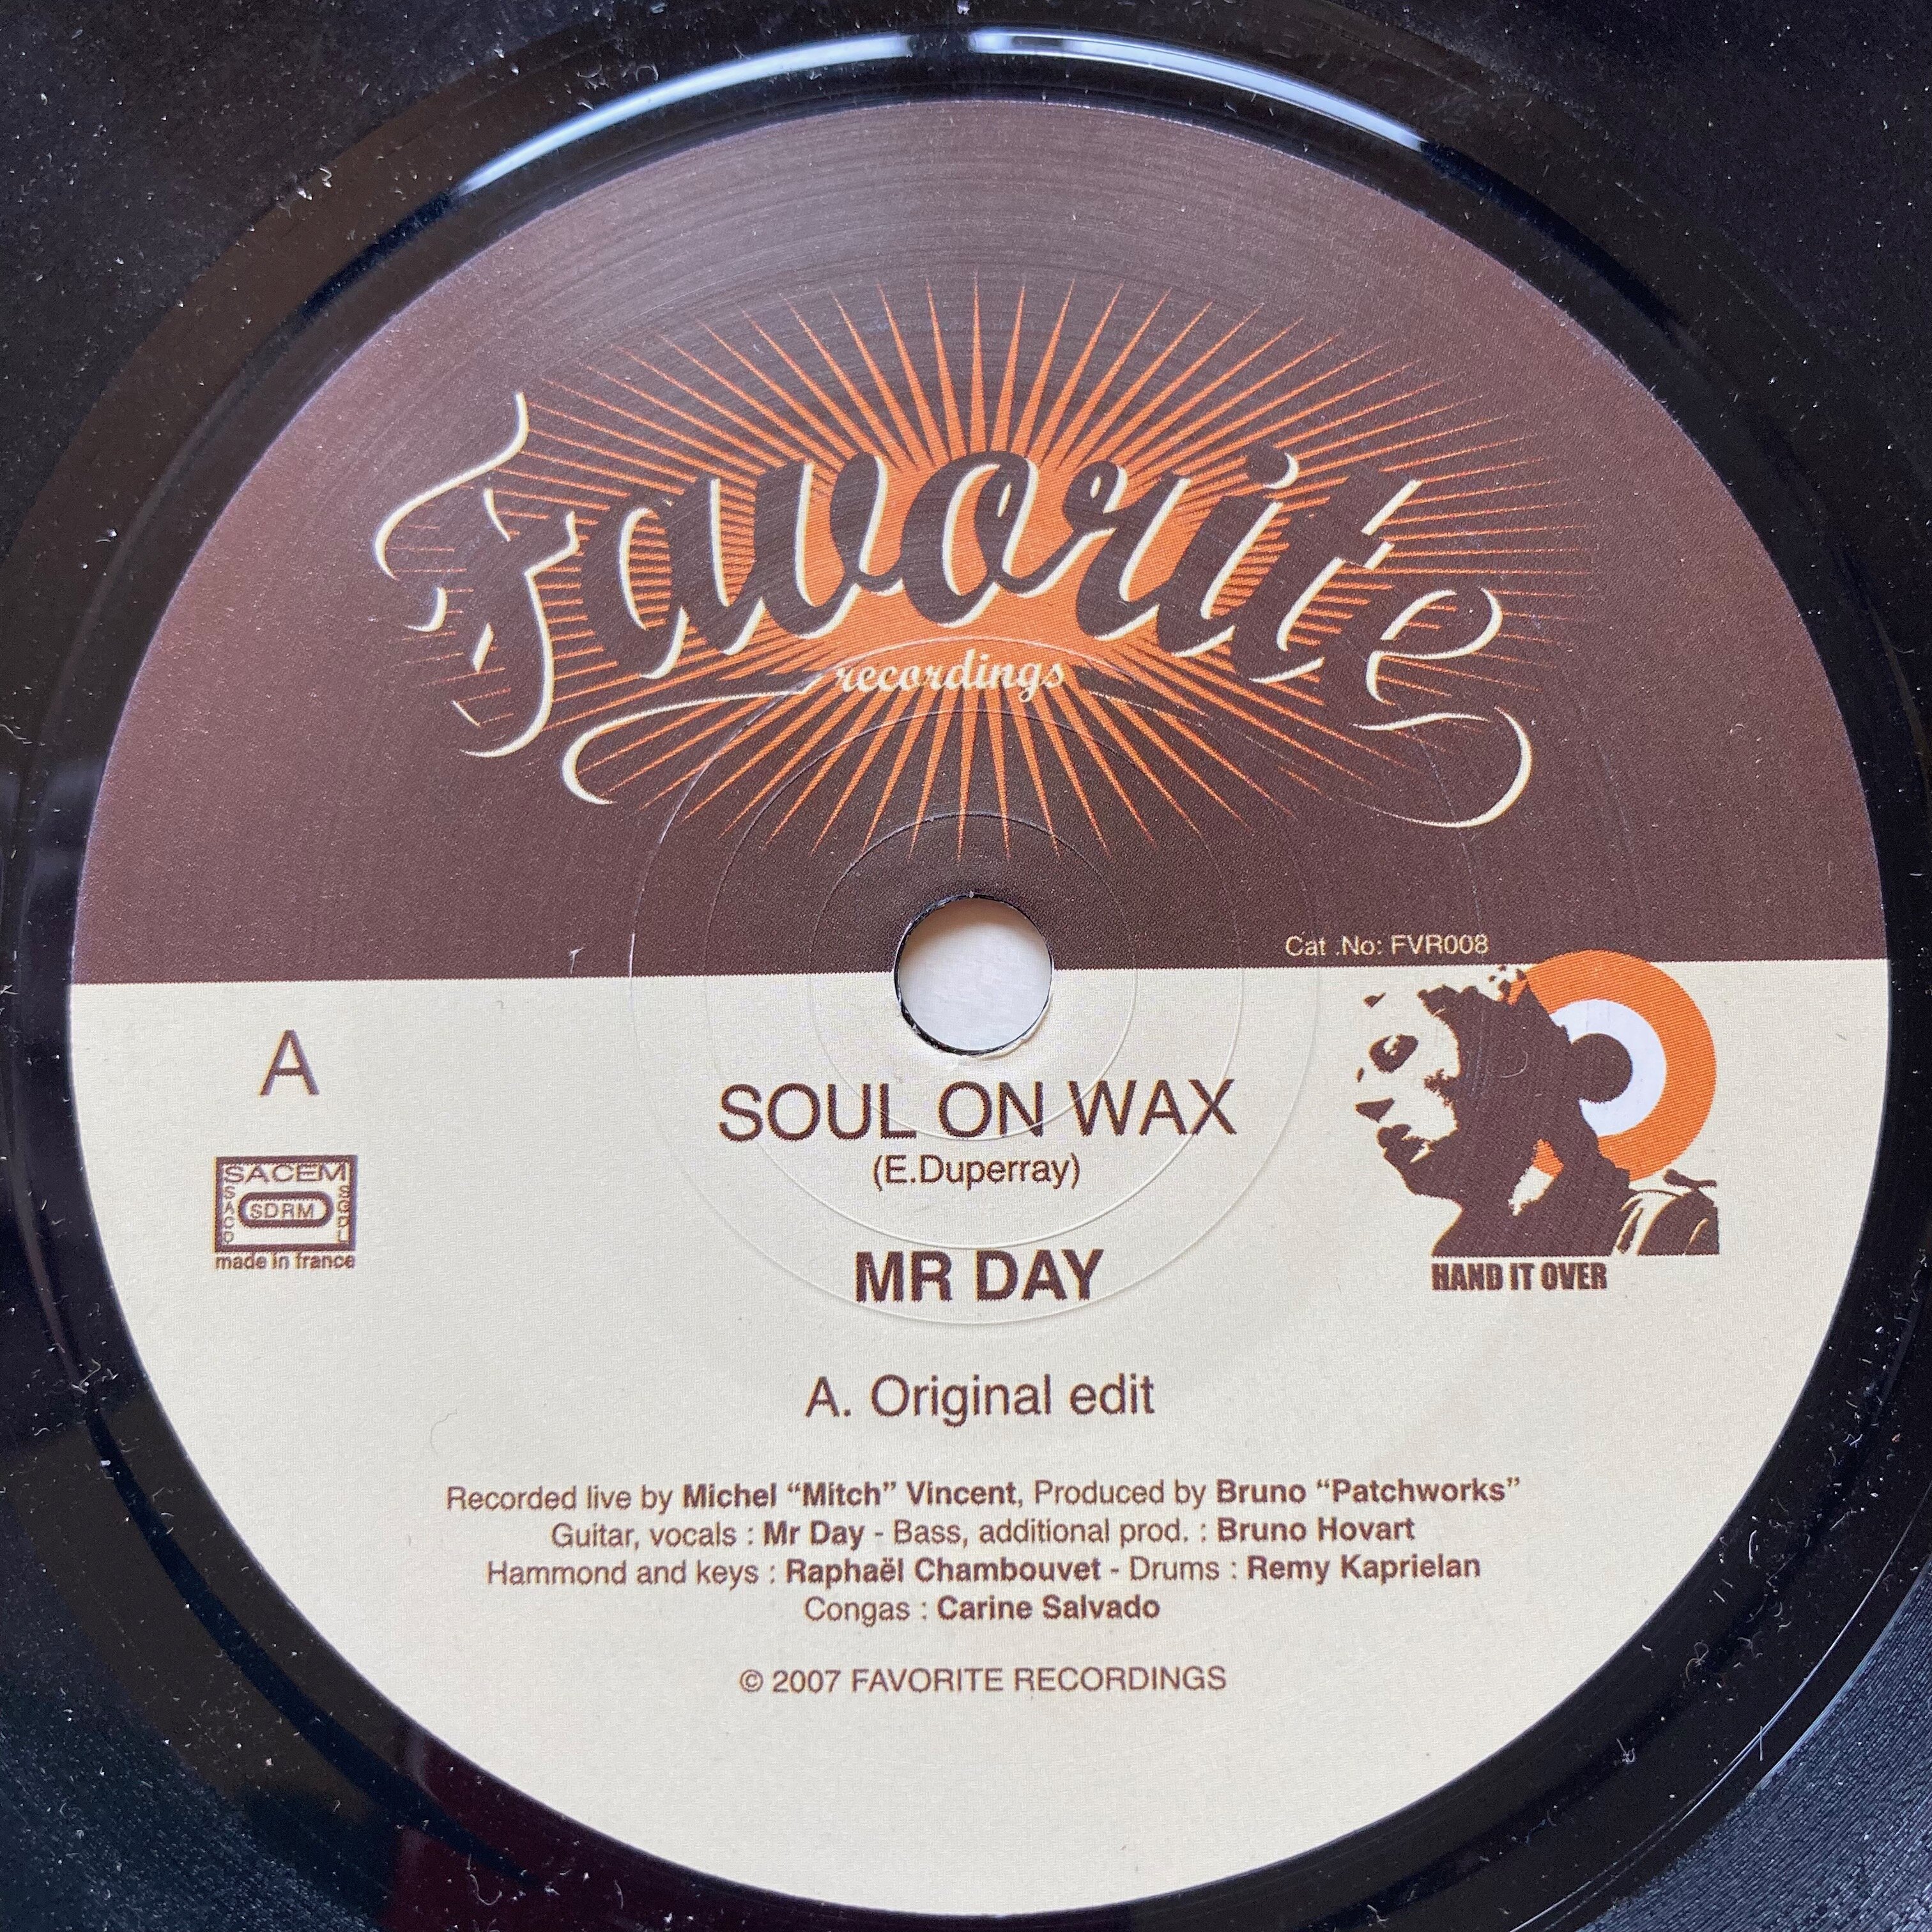 Favorite
recordings
Cat .No: FVR008
A
SACEM
SACD
SDRM
SGDL
made in france
SOUL ON WAX
(E.Duperray)
MR DAY
HAND IT OVER
A. Original edit
Recorded live by Michel “Mitch” Vincent, Produced by Bruno “Patchworks”
Guitar, vocals : Mr Day - Bass, additional prod. : Bruno Hovart
Hammond and keys : Raphaël Chambouvet - Drums : Remy Kaprielan
Congas : Carine Salvado
© 2007 FAVORITE RECORDINGS